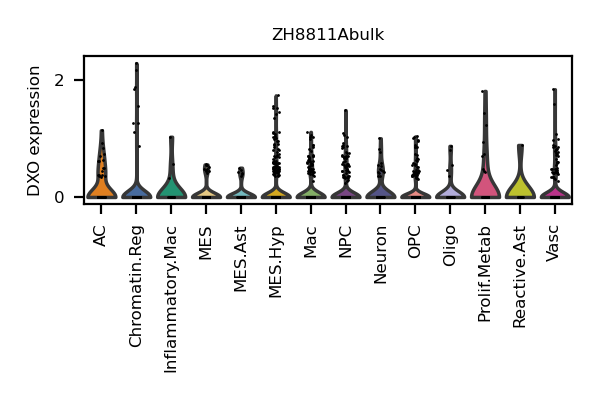 ZH8811Abulk
DXO expression
2
0
AC
Chromatin.Reg
Inflammatory.Mac
MES
MES.Ast
MES.Hyp
Mac
NPC
Neuron
OPC
Oligo
Prolif.Metab
Reactive.Ast
Vasc